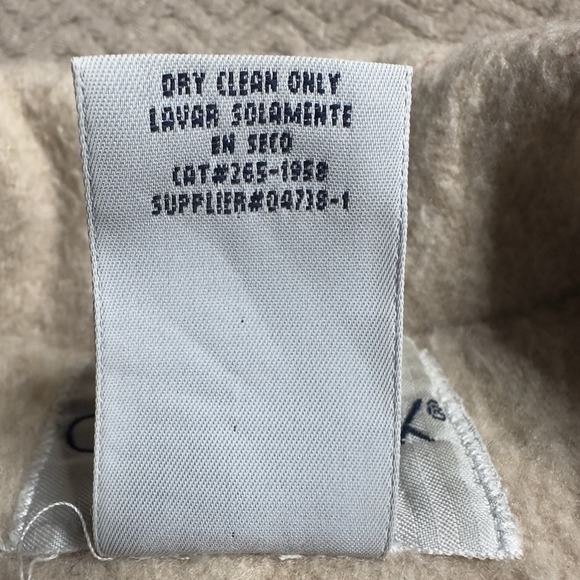 DRY CLEAN ONLY
LAVAR SOLAMENTE
EN SECO
CAT#265-1958
SUPPLIER#04738-1
K®